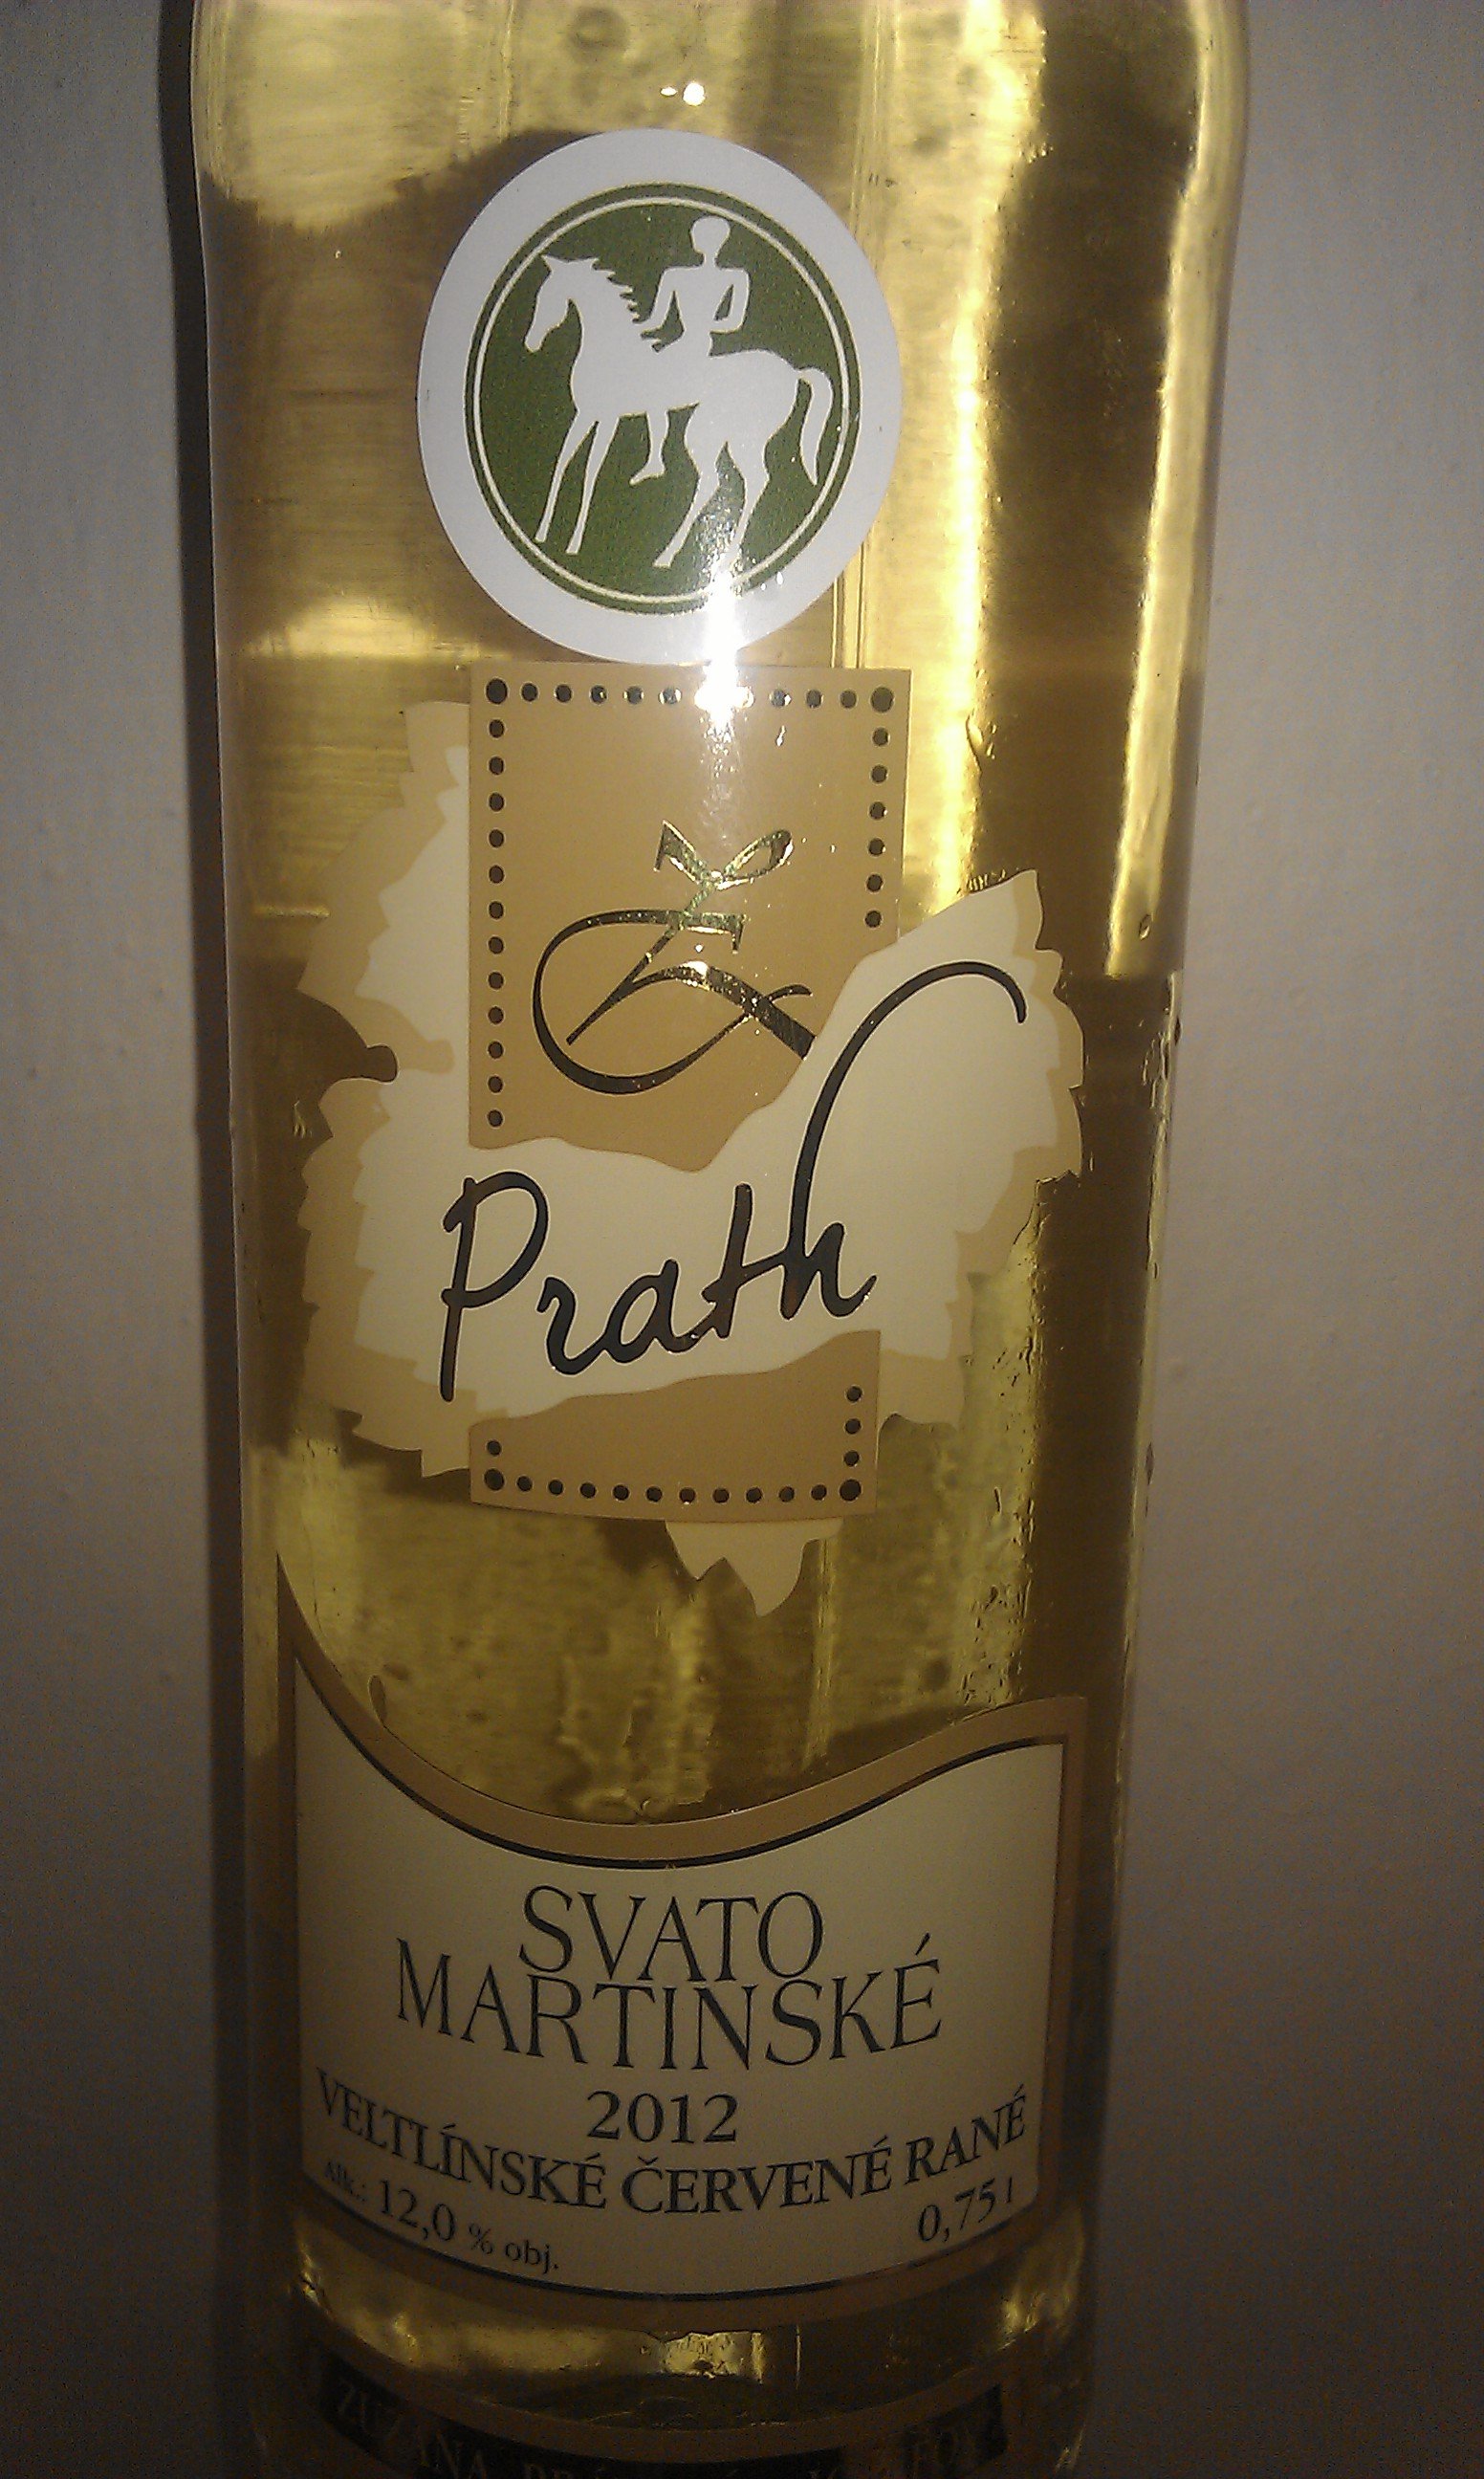 Prath
SVATO
MARTINSKÉ
2012
VELTLÍNSKÉ ČERVENÉ RANÉ
Alk.: 12,0 % obj.
0,75 l